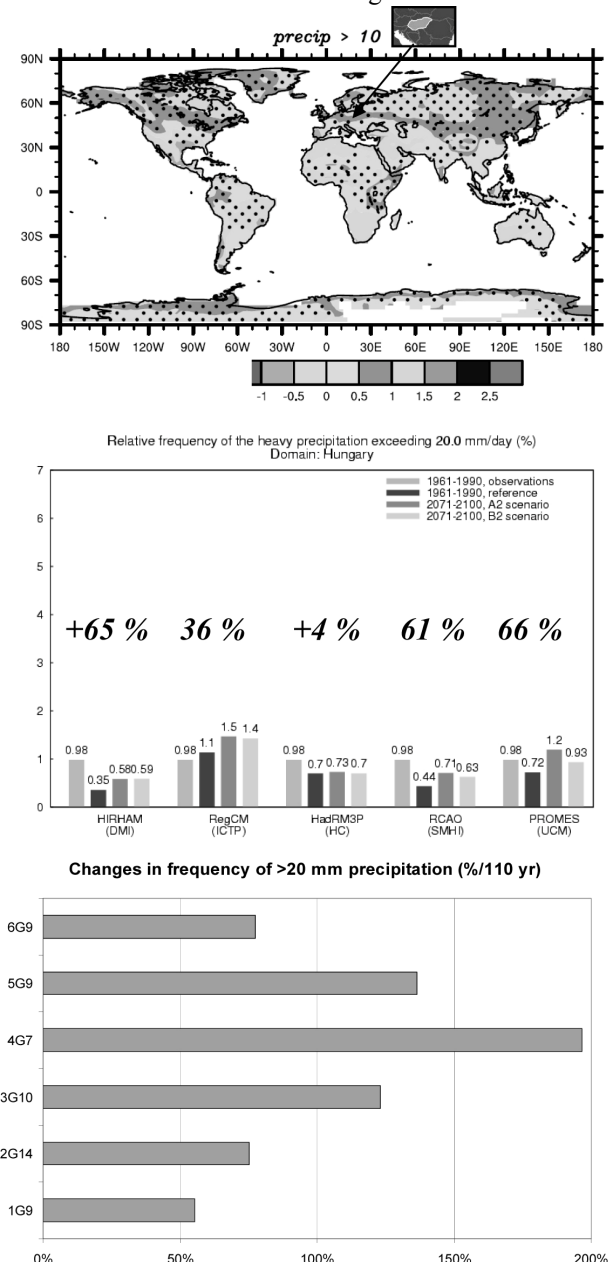 precip > 10
90N
60N
30N
0
30S
60S
90S
180 150W 120W 90W 60W 30W 0 30E 60E 90E 120E 150E 180
-1 -0.5 0 0.5 1 1.5 2 2.5
Relative frequency of the heavy precipitation exceeding 20.0 mm/day (%)
Domain: Hungary
7
6
5
4
3
2
1
0
1961-1990, observations
1961-1990, reference
2071-2100, A2 scenario
2071-2100, B2 scenario
+65 % 36 % +4 % 61 % 66 %
0.98 0.35 0.58 0.59
0.98 1.1 1.5 1.4
0.98 0.7 0.73 0.7
0.98 0.44 0.71 0.63
0.98 0.72 1.2 0.93
HIRHAM RegCM HadRM3P RCAO PROMES
(DMI) (ICTP) (HC) (SMHI) (UCM)
Changes in frequency of >20 mm precipitation (%/110 yr)
6G9
5G9
4G7
3G10
2G14
1G9
0% 50% 100% 150% 200%